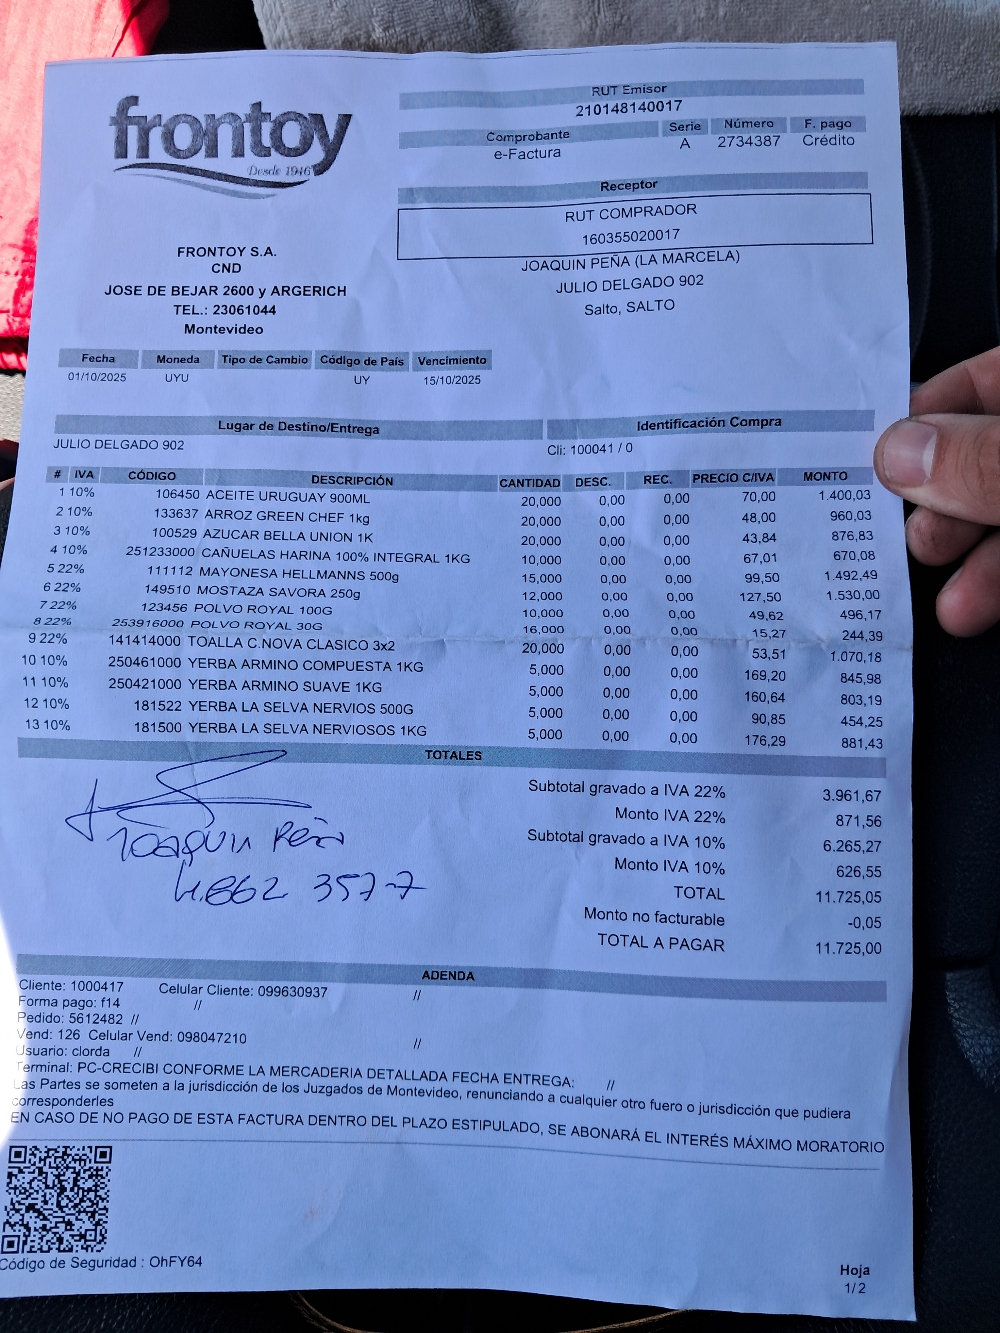 frontoy
Desde 1946
RUT Emisor
210148140017
Comprobante Serie Número F. pago
e-Factura A 2734387 Crédito
Receptor
RUT COMPRADOR
160355020017
JOAQUIN PEÑA (LA MARCELA)
JULIO DELGADO 902
Salto, SALTO
FRONTOY S.A.
CND
JOSE DE BEJAR 2600 y ARGERICH
TEL.: 23061044
Montevideo
Fecha Moneda Tipo de Cambio Código de País Vencimiento
01/10/2025 UYU UY 15/10/2025
Lugar de Destino/Entrega Identificación Compra
JULIO DELGADO 902 Cli: 100041 / 0
# IVA CÓDIGO DESCRIPCIÓN CANTIDAD DESC. REC. PRECIO C/IVA MONTO
1 10% 106450 ACEITE URUGUAY 900ML 20,000 0,00 0,00 70,00 1.400,03
2 10% 133637 ARROZ GREEN CHEF 1kg 20,000 0,00 0,00 48,00 960,03
3 10% 100529 AZUCAR BELLA UNION 1K 20,000 0,00 0,00 43,84 876,83
4 10% 251233000 CAÑUELAS HARINA 100% INTEGRAL 1KG 10,000 0,00 0,00 67,01 670,08
5 22% 111112 MAYONESA HELLMANNS 500g 15,000 0,00 0,00 99,50 1.492,49
6 22% 149510 MOSTAZA SAVORA 250g 12,000 0,00 0,00 127,50 1.530,00
7 22% 123456 POLVO ROYAL 100G 10,000 0,00 0,00 49,62 496,17
8 22% 253916000 POLVO ROYAL 30G 16,000 0,00 0,00 15,27 244,39
9 22% 141414000 TOALLA C.NOVA CLASICO 3x2 20,000 0,00 0,00 53,51 1.070,18
10 10% 250461000 YERBA ARMINO COMPUESTA 1KG 5,000 0,00 0,00 169,20 845,98
11 10% 250421000 YERBA ARMINO SUAVE 1KG 5,000 0,00 0,00 160,64 803,19
12 10% 181522 YERBA LA SELVA NERVIOS 500G 5,000 0,00 0,00 90,85 454,25
13 10% 181500 YERBA LA SELVA NERVIOSOS 1KG 5,000 0,00 0,00 176,29 881,43
TOTALES
Subtotal gravado a IVA 22% 3.961,67
Monto IVA 22% 871,56
Subtotal gravado a IVA 10% 6.265,27
Monto IVA 10% 626,55
TOTAL 11.725,05
Monto no facturable -0,05
TOTAL A PAGAR 11.725,00
Joaquin Peña
4.862 357-7
ADENDA
Cliente: 1000417 Celular Cliente: 099630937 //
Forma pago: f14 //
Pedido: 5612482 //
Vend: 126 Celular Vend: 098047210 //
Usuario: clorda //
Terminal: PC-CRECIBI CONFORME LA MERCADERIA DETALLADA FECHA ENTREGA: //
Las Partes se someten a la jurisdicción de los Juzgados de Montevideo, renunciando a cualquier otro fuero o jurisdicción que pudiera
corresponderles
EN CASO DE NO PAGO DE ESTA FACTURA DENTRO DEL PLAZO ESTIPULADO, SE ABONARÁ EL INTERÉS MÁXIMO MORATORIO
Código de Seguridad : OhFY64
Hoja
1/2